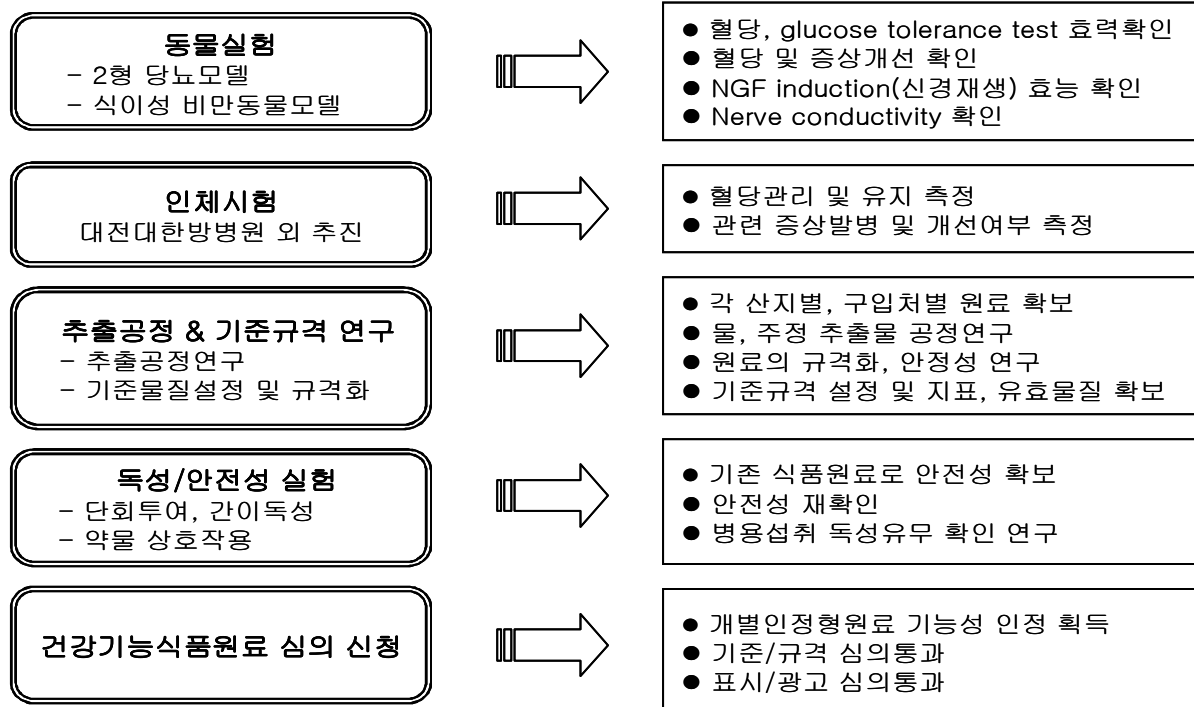 동물실험
- 2형 당뇨모델
- 식이성 비만동물모델
● 혈당, glucose tolerance test 효력확인
● 혈당 및 증상개선 확인
● NGF induction(신경재생) 효능 확인
● Nerve conductivity 확인
인체시험
대전대한방병원 외 추진
● 혈당관리 및 유지 측정
● 관련 증상발병 및 개선여부 측정
추출공정 & 기준규격 연구
- 추출공정연구
- 기준물질설정 및 규격화
● 각 산지별, 구입처별 원료 확보
● 물, 주정 추출물 공정연구
● 원료의 규격화, 안정성 연구
● 기준규격 설정 및 지표, 유효물질 확보
독성/안전성 실험
- 단회투여, 간이독성
- 약물 상호작용
● 기존 식품원료로 안전성 확보
● 안전성 재확인
● 병용섭취 독성유무 확인 연구
건강기능식품원료 심의 신청
● 개별인정형원료 기능성 인정 획득
● 기준/규격 심의통과
● 표시/광고 심의통과